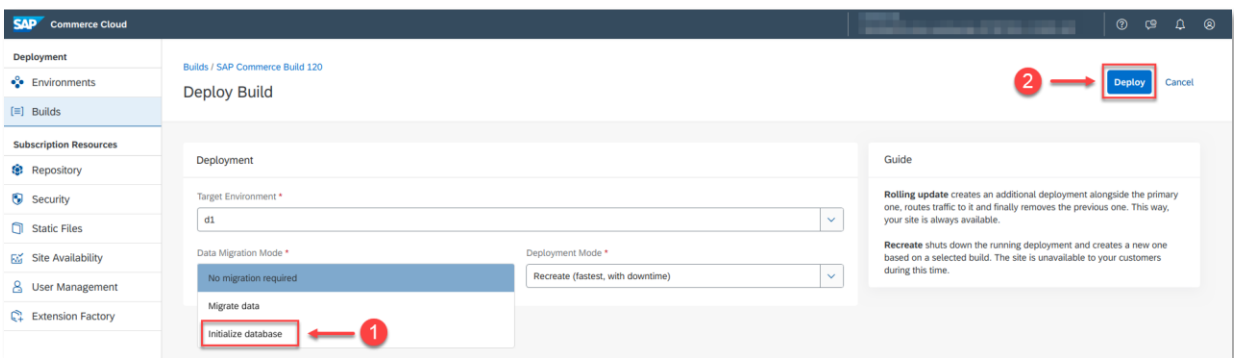 SAP Commerce Cloud
Deployment
Environments
Builds
Subscription Resources
Repository
Security
Static Files
Site Availability
User Management
Extension Factory
Builds / SAP Commerce Build 120
Deploy Build
2
Deploy
Cancel
Deployment
Target Environment *
d1
Data Migration Mode *
No migration required
Migrate data
Initialize database
1
Deployment Mode *
Recreate (fastest, with downtime)
Guide
Rolling update creates an additional deployment alongside the primary
one, routes traffic to it and finally removes the previous one. This way,
your site is always available.
Recreate shuts down the running deployment and creates a new one
based on a selected build. The site is unavailable to your customers
during this time.